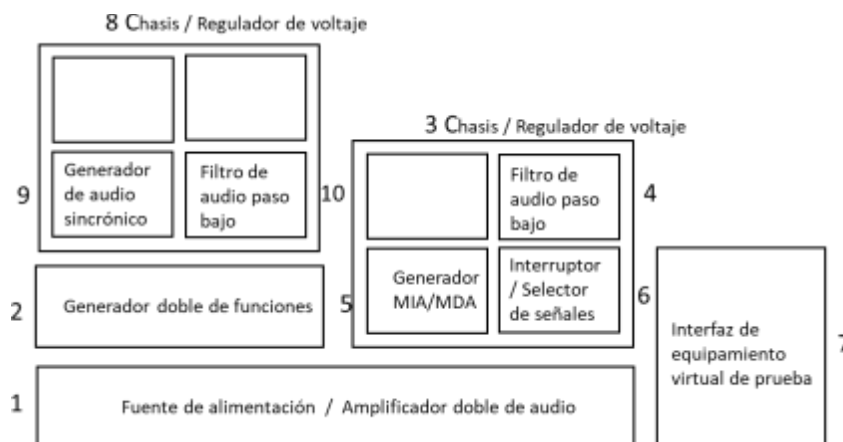 8 Chasis / Regulador de voltaje
3 Chasis / Regulador de voltaje
9
Generador
de audio
sincrónico
Filtro de
audio paso
bajo
10
Filtro de
audio paso
bajo
4
2
Generador doble de funciones
5
Generador
MIA/MDA
Interruptor
/ Selector
de señales
6
Interfaz de
equipamiento
virtual de prueba
7
1
Fuente de alimentación / Amplificador doble de audio